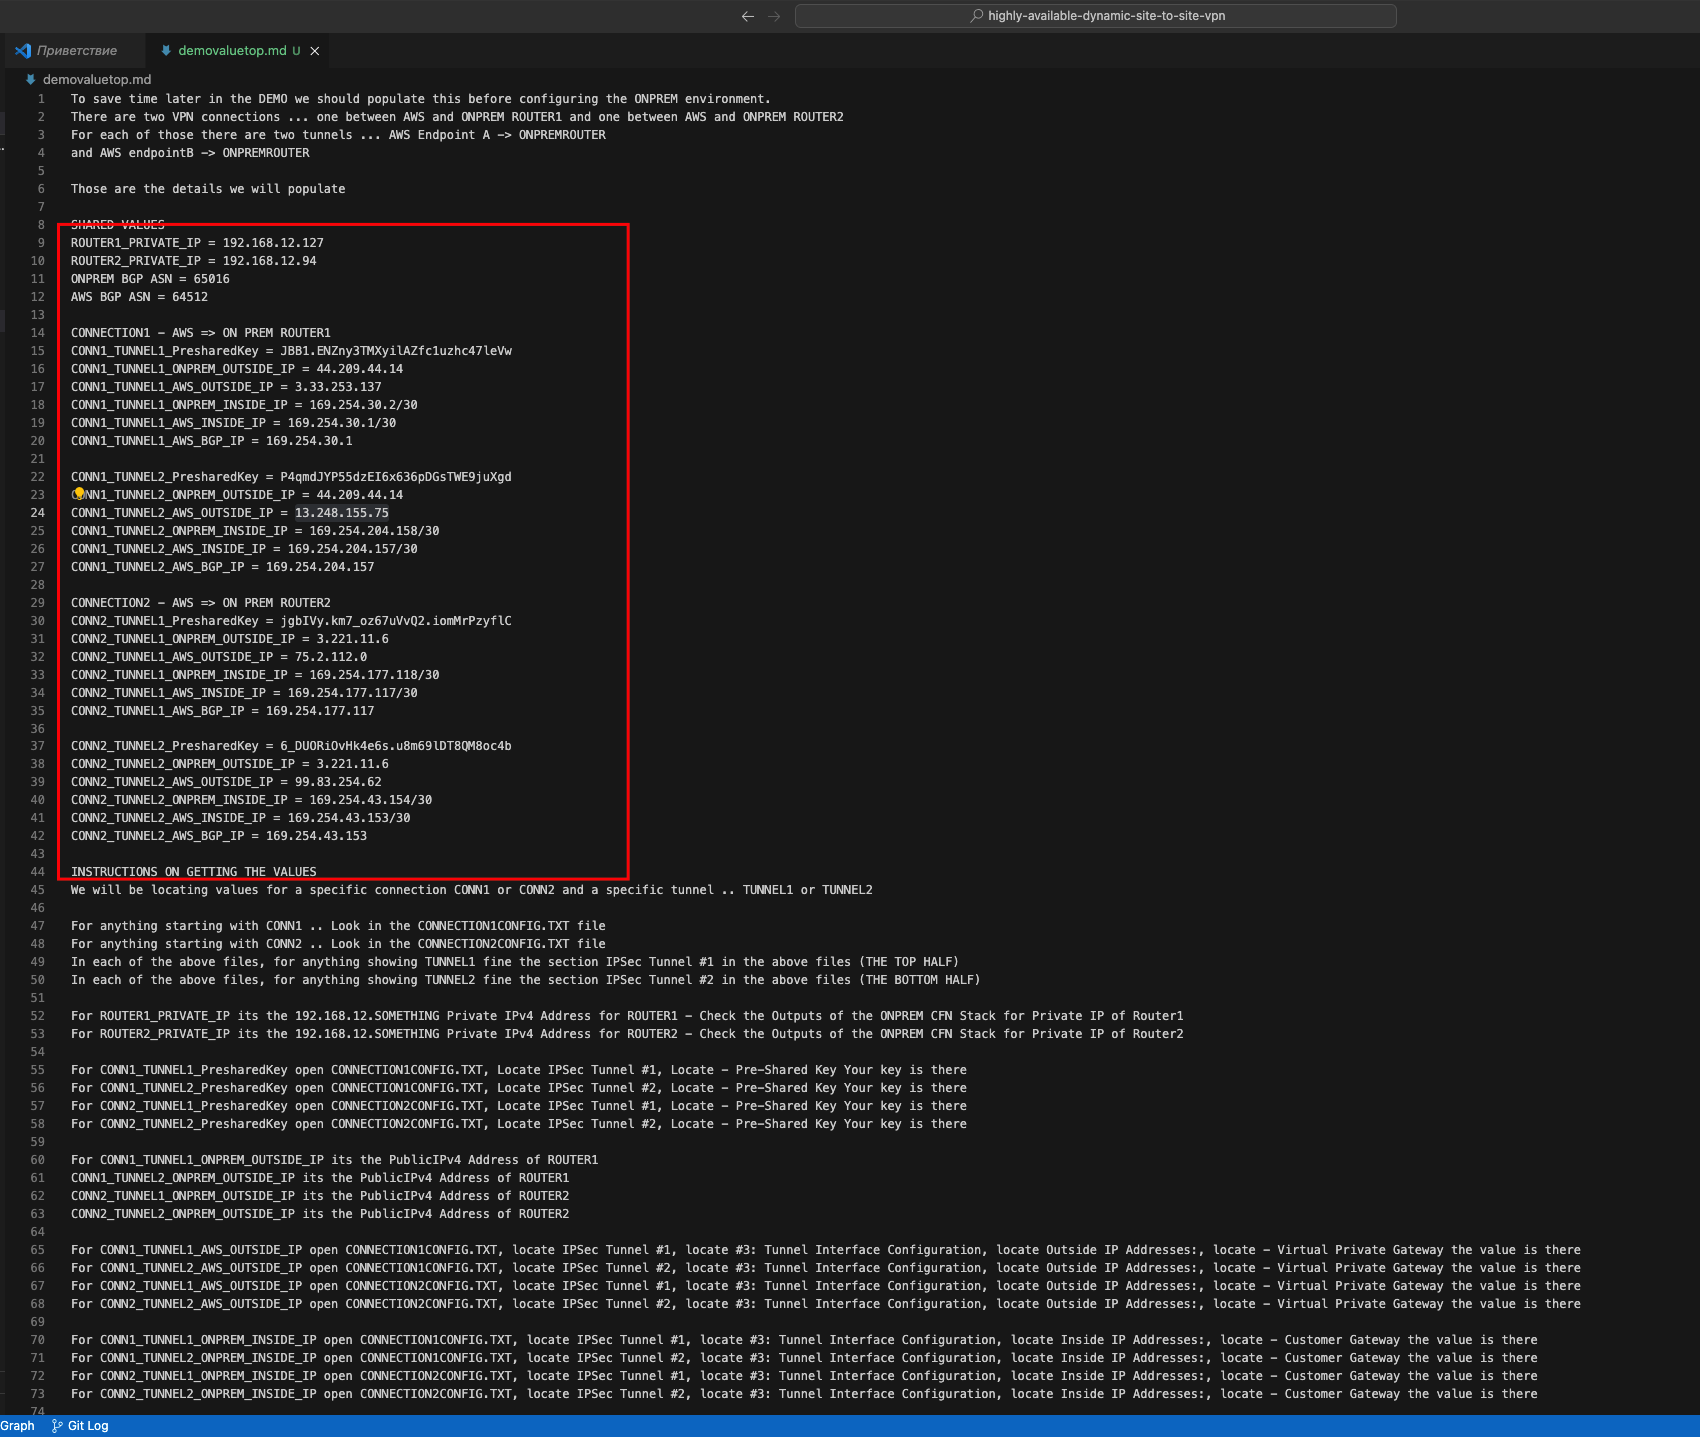 highly-available-dynamic-site-to-site-vpn
Приветствие
demovaluetop.md U
demovaluetop.md
1 To save time later in the DEMO we should populate this before configuring the ONPREM environment.
2 There are two VPN connections ... one between AWS and ONPREM ROUTER1 and one between AWS and ONPREM ROUTER2
3 For each of those there are two tunnels ... AWS Endpoint A -> ONPREMROUTER
4 and AWS endpointB -> ONPREMROUTER
5
6 Those are the details we will populate
7
8 SHARED VALUES
9 ROUTER1_PRIVATE_IP = 192.168.12.127
10 ROUTER2_PRIVATE_IP = 192.168.12.94
11 ONPREM BGP ASN = 65016
12 AWS BGP ASN = 64512
13
14 CONNECTION1 - AWS => ON PREM ROUTER1
15 CONN1_TUNNEL1_PresharedKey = JBB1.ENZny3TMXyilAZfc1uzhc47leVw
16 CONN1_TUNNEL1_ONPREM_OUTSIDE_IP = 44.209.44.14
17 CONN1_TUNNEL1_AWS_OUTSIDE_IP = 3.33.253.137
18 CONN1_TUNNEL1_ONPREM_INSIDE_IP = 169.254.30.2/30
19 CONN1_TUNNEL1_AWS_INSIDE_IP = 169.254.30.1/30
20 CONN1_TUNNEL1_AWS_BGP_IP = 169.254.30.1
21
22 CONN1_TUNNEL2_PresharedKey = P4qmdJYP55dzEI6x636pDGsTWE9juXgd
23 CONN1_TUNNEL2_ONPREM_OUTSIDE_IP = 44.209.44.14
24 CONN1_TUNNEL2_AWS_OUTSIDE_IP = 13.248.155.75
25 CONN1_TUNNEL2_ONPREM_INSIDE_IP = 169.254.204.158/30
26 CONN1_TUNNEL2_AWS_INSIDE_IP = 169.254.204.157/30
27 CONN1_TUNNEL2_AWS_BGP_IP = 169.254.204.157
28
29 CONNECTION2 - AWS => ON PREM ROUTER2
30 CONN2_TUNNEL1_PresharedKey = jgbIVy.km7_oz67uVvQ2.iomMrPzyflC
31 CONN2_TUNNEL1_ONPREM_OUTSIDE_IP = 3.221.11.6
32 CONN2_TUNNEL1_AWS_OUTSIDE_IP = 75.2.112.0
33 CONN2_TUNNEL1_ONPREM_INSIDE_IP = 169.254.177.118/30
34 CONN2_TUNNEL1_AWS_INSIDE_IP = 169.254.177.117/30
35 CONN2_TUNNEL1_AWS_BGP_IP = 169.254.177.117
36
37 CONN2_TUNNEL2_PresharedKey = 6_DUORiOvHk4e6s.u8m69lDT8QM8oc4b
38 CONN2_TUNNEL2_ONPREM_OUTSIDE_IP = 3.221.11.6
39 CONN2_TUNNEL2_AWS_OUTSIDE_IP = 99.83.254.62
40 CONN2_TUNNEL2_ONPREM_INSIDE_IP = 169.254.43.154/30
41 CONN2_TUNNEL2_AWS_INSIDE_IP = 169.254.43.153/30
42 CONN2_TUNNEL2_AWS_BGP_IP = 169.254.43.153
43
44 INSTRUCTIONS ON GETTING THE VALUES
45 We will be locating values for a specific connection CONN1 or CONN2 and a specific tunnel .. TUNNEL1 or TUNNEL2
46
47 For anything starting with CONN1 .. Look in the CONNECTION1CONFIG.TXT file
48 For anything starting with CONN2 .. Look in the CONNECTION2CONFIG.TXT file
49 In each of the above files, for anything showing TUNNEL1 fine the section IPSec Tunnel #1 in the above files (THE TOP HALF)
50 In each of the above files, for anything showing TUNNEL2 fine the section IPSec Tunnel #2 in the above files (THE BOTTOM HALF)
51
52 For ROUTER1_PRIVATE_IP its the 192.168.12.SOMETHING Private IPv4 Address for ROUTER1 - Check the Outputs of the ONPREM CFN Stack for Private IP of Router1
53 For ROUTER2_PRIVATE_IP its the 192.168.12.SOMETHING Private IPv4 Address for ROUTER2 - Check the Outputs of the ONPREM CFN Stack for Private IP of Router2
54
55 For CONN1_TUNNEL1_PresharedKey open CONNECTION1CONFIG.TXT, Locate IPSec Tunnel #1, Locate - Pre-Shared Key Your key is there
56 For CONN1_TUNNEL2_PresharedKey open CONNECTION1CONFIG.TXT, Locate IPSec Tunnel #2, Locate - Pre-Shared Key Your key is there
57 For CONN2_TUNNEL1_PresharedKey open CONNECTION2CONFIG.TXT, Locate IPSec Tunnel #1, Locate - Pre-Shared Key Your key is there
58 For CONN2_TUNNEL2_PresharedKey open CONNECTION2CONFIG.TXT, Locate IPSec Tunnel #2, Locate - Pre-Shared Key Your key is there
59
60 For CONN1_TUNNEL1_ONPREM_OUTSIDE_IP its the PublicIPv4 Address of ROUTER1
61 CONN1_TUNNEL2_ONPREM_OUTSIDE_IP its the PublicIPv4 Address of ROUTER1
62 CONN2_TUNNEL1_ONPREM_OUTSIDE_IP its the PublicIPv4 Address of ROUTER2
63 CONN2_TUNNEL2_ONPREM_OUTSIDE_IP its the PublicIPv4 Address of ROUTER2
64
65 For CONN1_TUNNEL1_AWS_OUTSIDE_IP open CONNECTION1CONFIG.TXT, locate IPSec Tunnel #1, locate #3: Tunnel Interface Configuration, locate Outside IP Addresses:, locate - Virtual Private Gateway the value is there
66 For CONN1_TUNNEL2_AWS_OUTSIDE_IP open CONNECTION1CONFIG.TXT, locate IPSec Tunnel #2, locate #3: Tunnel Interface Configuration, locate Outside IP Addresses:, locate - Virtual Private Gateway the value is there
67 For CONN2_TUNNEL1_AWS_OUTSIDE_IP open CONNECTION2CONFIG.TXT, locate IPSec Tunnel #1, locate #3: Tunnel Interface Configuration, locate Outside IP Addresses:, locate - Virtual Private Gateway the value is there
68 For CONN2_TUNNEL2_AWS_OUTSIDE_IP open CONNECTION2CONFIG.TXT, locate IPSec Tunnel #2, locate #3: Tunnel Interface Configuration, locate Outside IP Addresses:, locate - Virtual Private Gateway the value is there
69
70 For CONN1_TUNNEL1_ONPREM_INSIDE_IP open CONNECTION1CONFIG.TXT, locate IPSec Tunnel #1, locate #3: Tunnel Interface Configuration, locate Inside IP Addresses:, locate - Customer Gateway the value is there
71 For CONN1_TUNNEL2_ONPREM_INSIDE_IP open CONNECTION1CONFIG.TXT, locate IPSec Tunnel #2, locate #3: Tunnel Interface Configuration, locate Inside IP Addresses:, locate - Customer Gateway the value is there
72 For CONN2_TUNNEL1_ONPREM_INSIDE_IP open CONNECTION2CONFIG.TXT, locate IPSec Tunnel #1, locate #3: Tunnel Interface Configuration, locate Inside IP Addresses:, locate - Customer Gateway the value is there
73 For CONN2_TUNNEL2_ONPREM_INSIDE_IP open CONNECTION2CONFIG.TXT, locate IPSec Tunnel #2, locate #3: Tunnel Interface Configuration, locate Inside IP Addresses:, locate - Customer Gateway the value is there
74
Graph Git Log